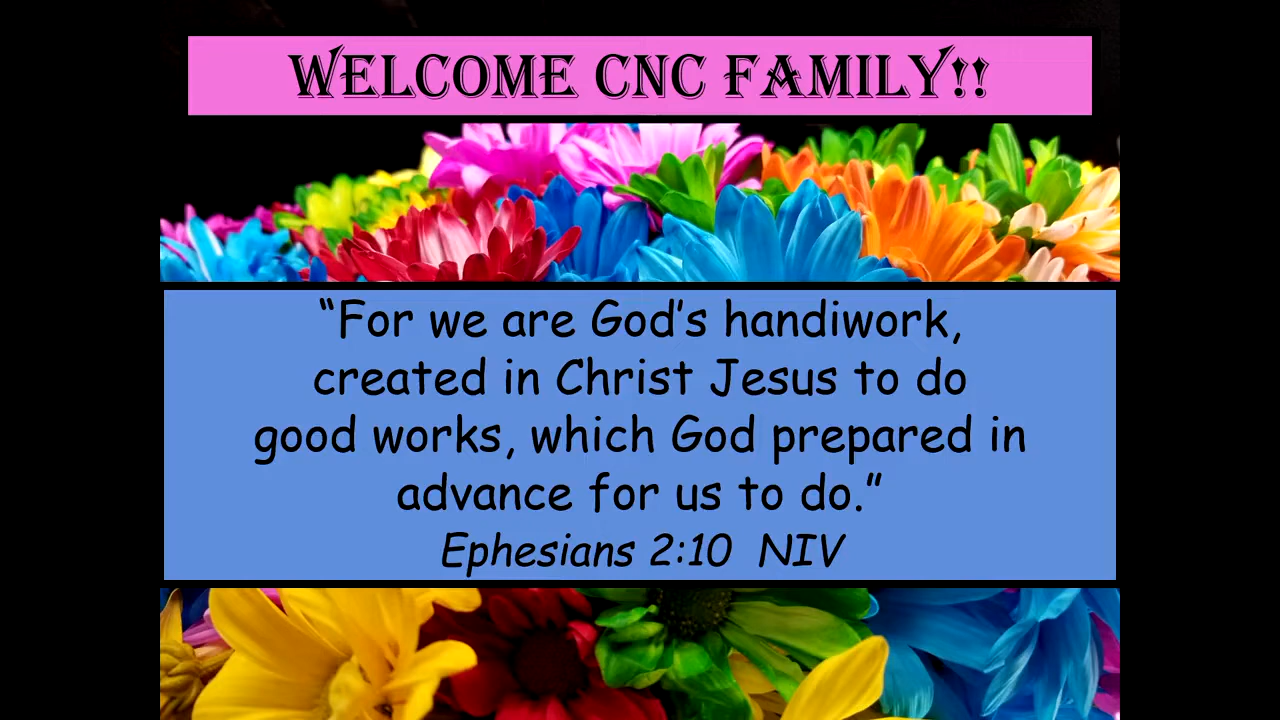 WELCOME CNC FAMILY!!
“For we are God’s handiwork,
created in Christ Jesus to do
good works, which God prepared in
advance for us to do.”
Ephesians 2:10  NIV